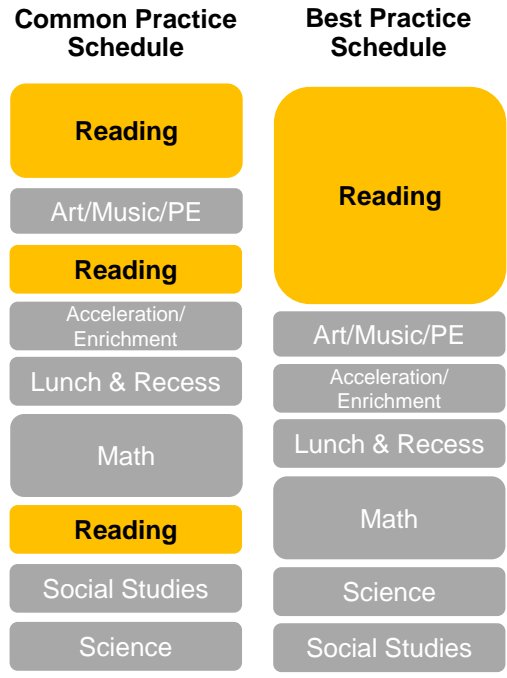 Common Practice
Schedule
Reading
Art/Music/PE
Reading
Acceleration/
Enrichment
Lunch & Recess
Math
Reading
Social Studies
Science
Best Practice
Schedule
Reading
Art/Music/PE
Acceleration/
Enrichment
Lunch & Recess
Math
Science
Social Studies